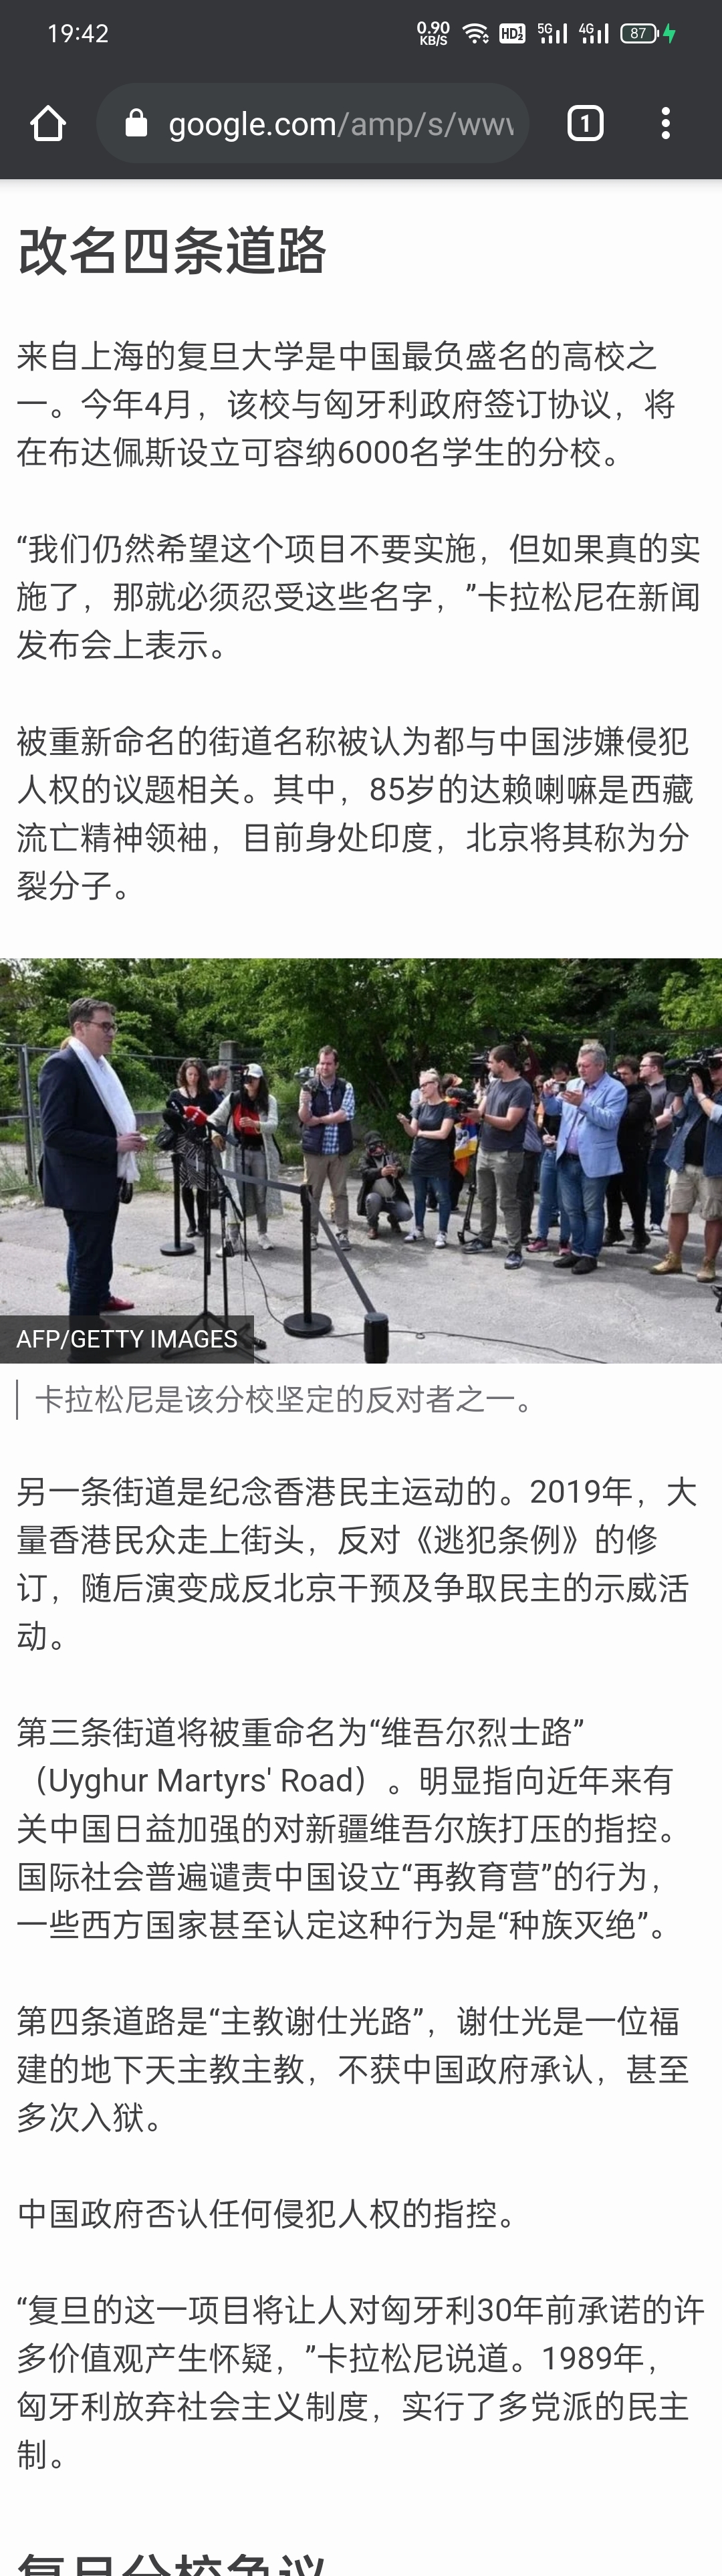 19:42
0.90 KB/S HD 1 2 5G 4G 87
google.com/amp/s/www
1
改名四条道路
来自上海的复旦大学是中国最负盛名的高校之
一。今年4月，该校与匈牙利政府签订协议，将
在布达佩斯设立可容纳6000名学生的分校。
“我们仍然希望这个项目不要实施，但如果真的实
施了，那就必须忍受这些名字，”卡拉松尼在新闻
发布会上表示。
被重新命名的街道名称被认为都与中国涉嫌侵犯
人权的议题相关。其中，85岁的达赖喇嘛是西藏
流亡精神领袖，目前身处印度，北京将其称为分
裂分子。
AFP/GETTY IMAGES
卡拉松尼是该分校坚定的反对者之一。
另一条街道是纪念香港民主运动的。2019年，大
量香港民众走上街头，反对《逃犯条例》的修
订，随后演变成反北京干预及争取民主的示威活
动。
第三条街道将被重命名为“维吾尔烈士路”
（Uyghur Martyrs' Road）。明显指向近年来有
关中国日益加强的对新疆维吾尔族打压的指控。
国际社会普遍谴责中国设立“再教育营”的行为，
一些西方国家甚至认定这种行为是“种族灭绝”。
第四条道路是“主教谢仕光路”，谢仕光是一位福
建的地下天主教主教，不获中国政府承认，甚至
多次入狱。
中国政府否认任何侵犯人权的指控。
“复旦的这一项目将让人对匈牙利30年前承诺的许
多价值观产生怀疑，”卡拉松尼说道。1989年，
匈牙利放弃社会主义制度，实行了多党派的民主
制。
复旦分校争议